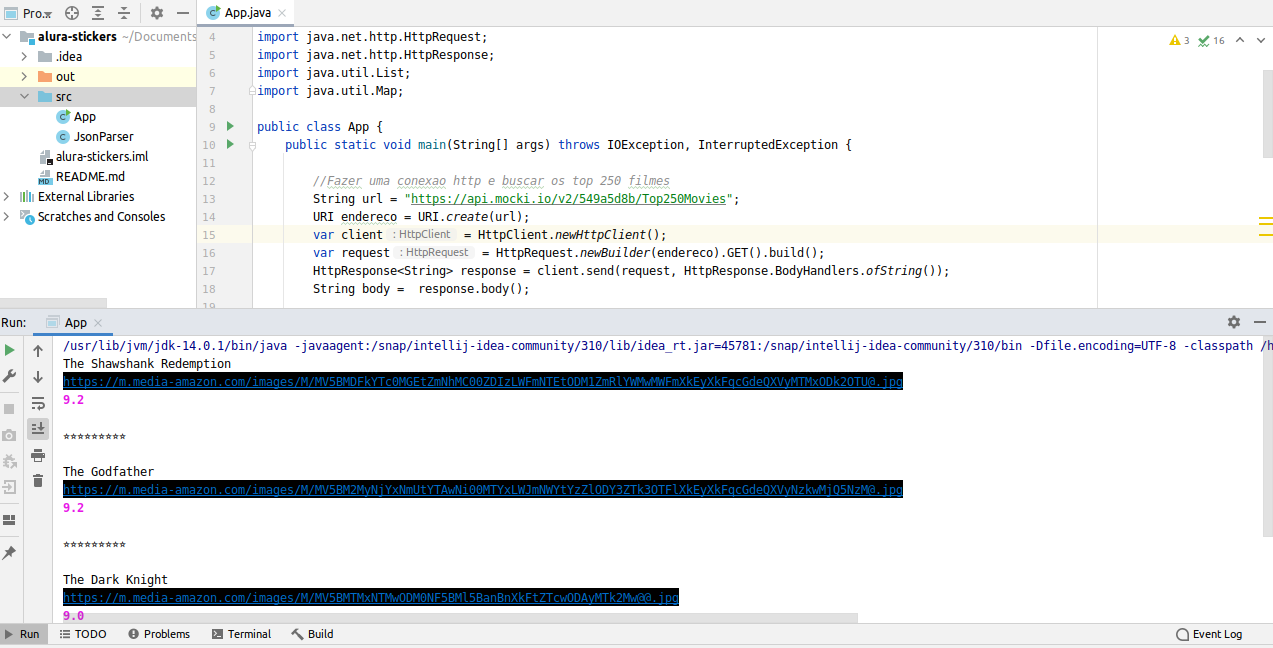 Pro...
App.java
alura-stickers ~/Documents
.idea
out
src
App
JsonParser
alura-stickers.iml
README.md
External Libraries
Scratches and Consoles
3 16
4 import java.net.http.HttpRequest;
5 import java.net.http.HttpResponse;
6 import java.util.List;
7 import java.util.Map;
8
9 public class App {
10 public static void main(String[] args) throws IOException, InterruptedException {
11
12 //Fazer uma conexao http e buscar os top 250 filmes
13 String url = "https://api.mocki.io/v2/549a5d8b/Top250Movies";
14 URI endereco = URI.create(url);
15 var client : HttpClient = HttpClient.newHttpClient();
16 var request : HttpRequest = HttpRequest.newBuilder(endereco).GET().build();
17 HttpResponse<String> response = client.send(request, HttpResponse.BodyHandlers.ofString());
18 String body = response.body();
19
Run: App
/usr/lib/jvm/jdk-14.0.1/bin/java -javaagent:/snap/intellij-idea-community/310/lib/idea_rt.jar=45781:/snap/intellij-idea-community/310/bin -Dfile.encoding=UTF-8 -classpath /h
The Shawshank Redemption
https://m.media-amazon.com/images/M/MV5BMDFkYTc0MGEtZmNhMC00ZDIzLWFmNTEtODM1ZmRlYWMwMWFmXkEyXkFqcGdeQXVyMTMxODk2OTU@.jpg
9.2
*********
The Godfather
https://m.media-amazon.com/images/M/MV5BM2MyNjYxNmUtYTAwNi00MTYxLWJmNWYtYzZlODY3ZTk3OTFlXkEyXkFqcGdeQXVyNzkwMjQ5NzM@.jpg
9.2
*********
The Dark Knight
https://m.media-amazon.com/images/M/MV5BMTMxNTMwODM0NF5BMl5BanBnXkFtZTcwODAyMTk2Mw@@.jpg
9.0
Run TODO Problems Terminal Build Event Log